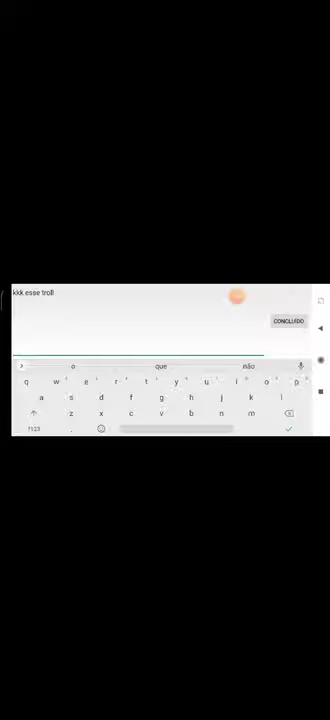 kkk esse troll
CONCLUÍDO
o que não
q w e r t y u i o p
a s d f g h j k l
z x c v b n m
?123 .